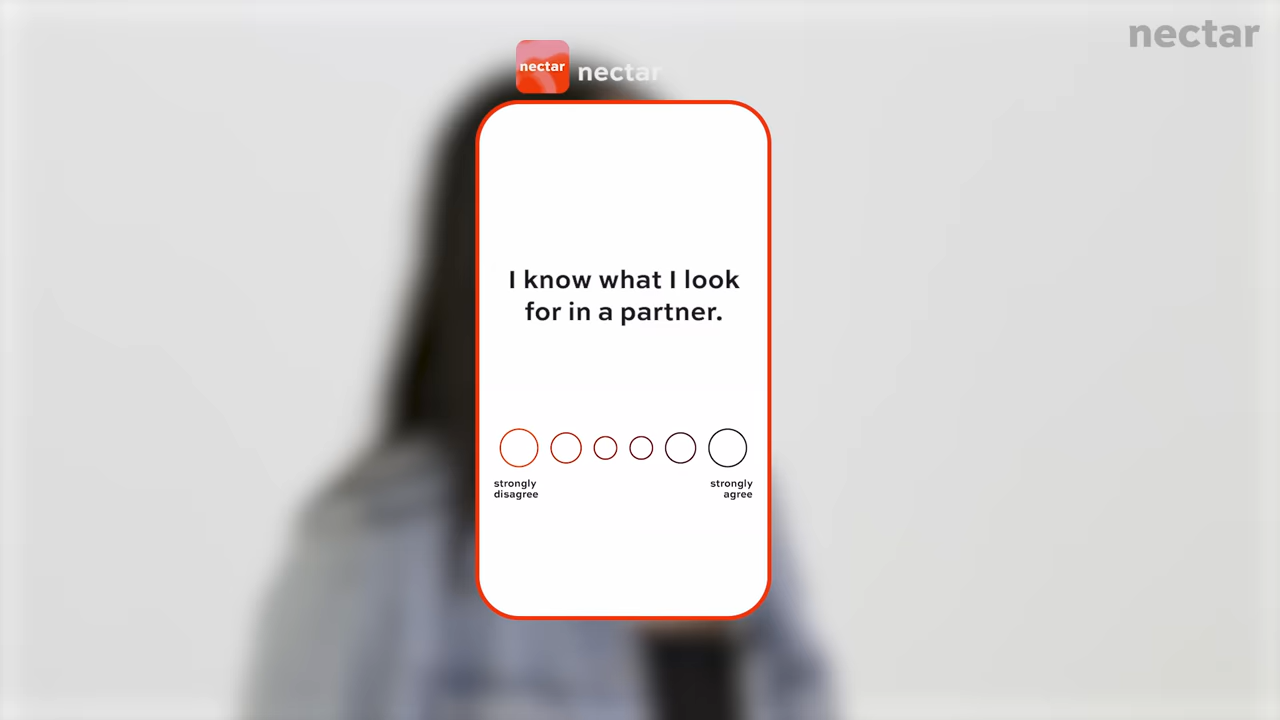 nectar
nectar
nectar
I know what I look
for in a partner.
strongly
disagree
strongly
agree